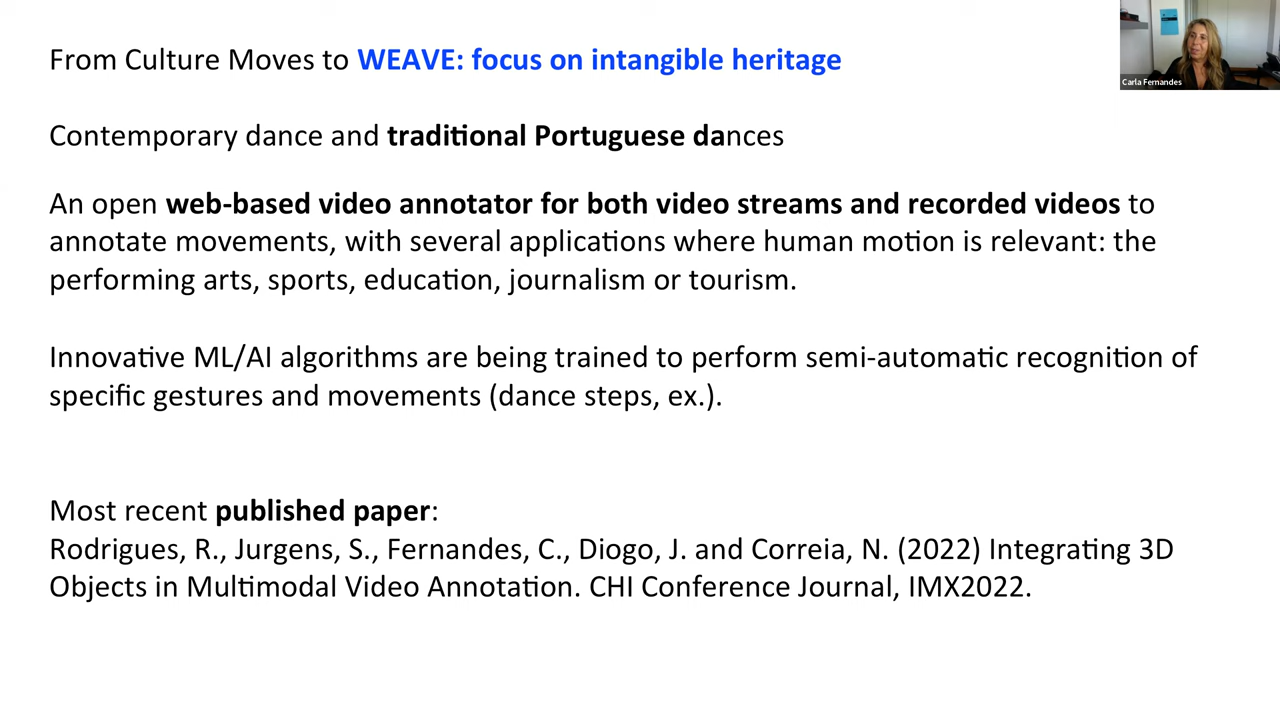 From Culture Moves to WEAVE: focus on intangible heritage
Carla Fernandes
Contemporary dance and traditional Portuguese dances
An open web-based video annotator for both video streams and recorded videos to
annotate movements, with several applications where human motion is relevant: the
performing arts, sports, education, journalism or tourism.
Innovative ML/AI algorithms are being trained to perform semi-automatic recognition of
specific gestures and movements (dance steps, ex.).
Most recent published paper:
Rodrigues, R., Jurgens, S., Fernandes, C., Diogo, J. and Correia, N. (2022) Integrating 3D
Objects in Multimodal Video Annotation. CHI Conference Journal, IMX2022.